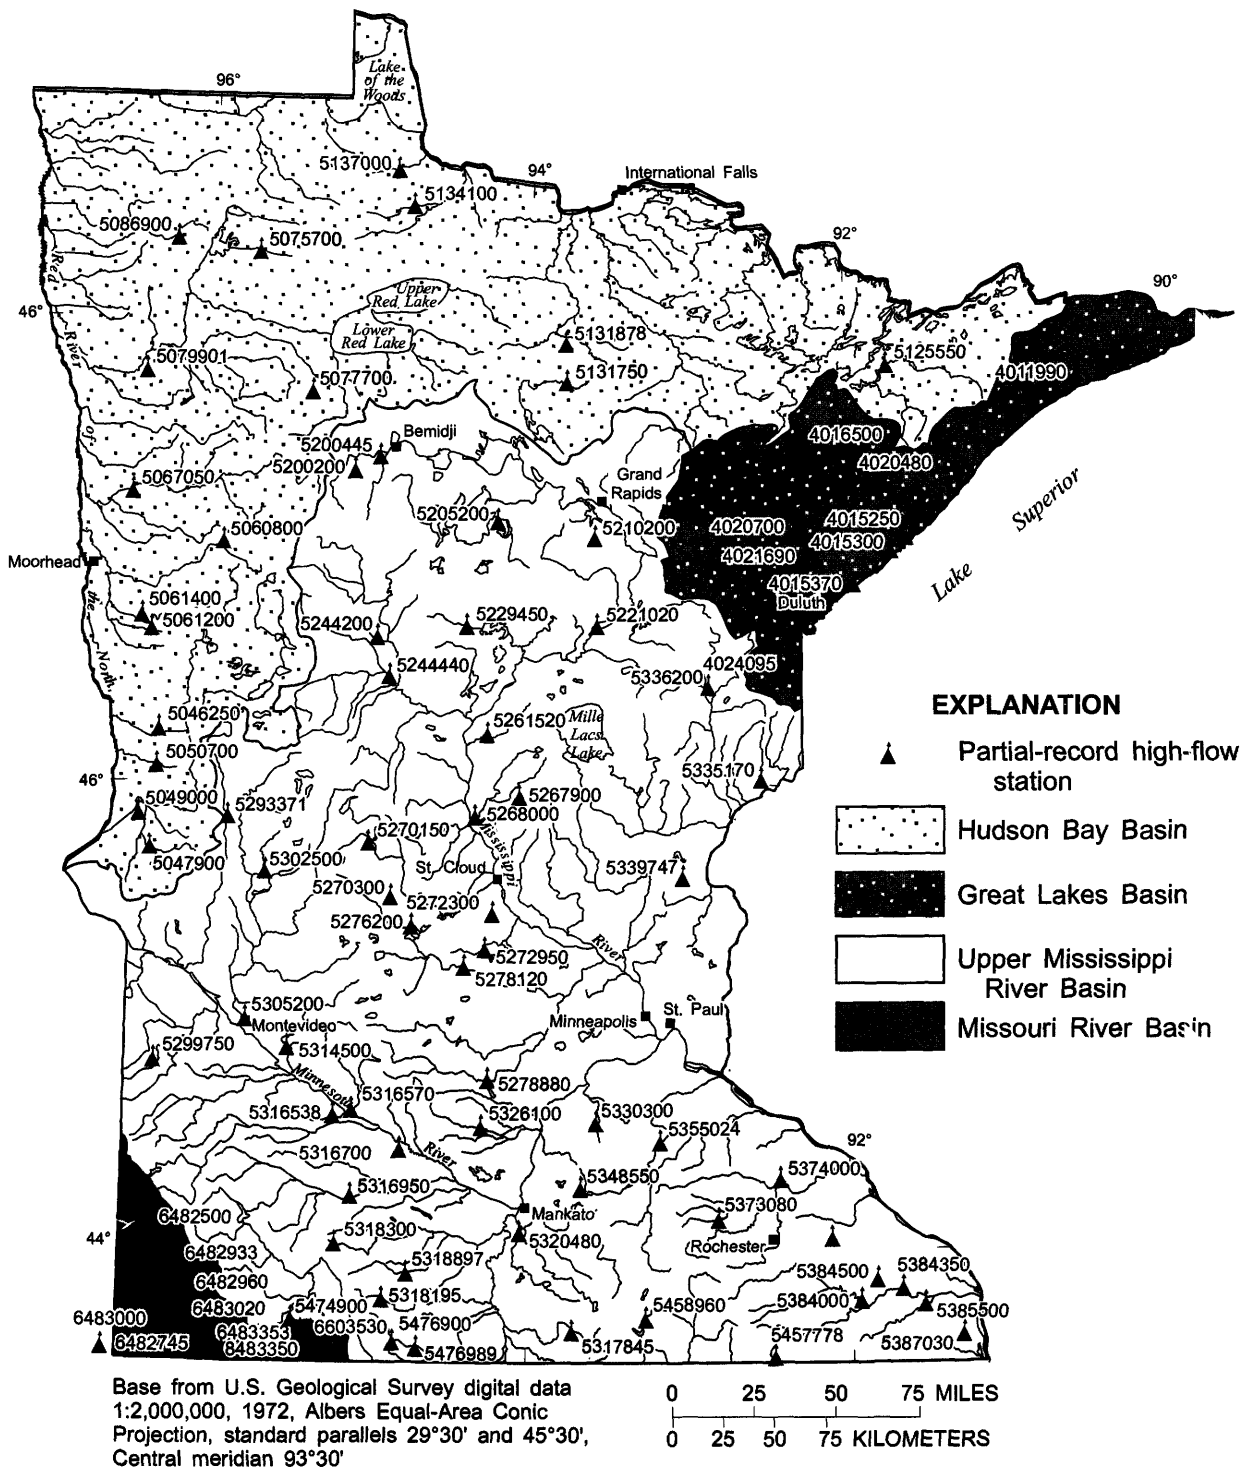 96°
Lake
of the
Woods
5137000
94°
International Falls
5134100
5086900
5075700
92°
90°
Red
Upper
Red Lake
46°
River
Lower
Red Lake
5131878
5125550
5079901
4011990
5077700
5131750
of
Bemidji
4016500
5200445
5200200
4020480
Grand
Rapids
5067050
Superior
5205200
5210200
4020700
4015250
5060800
4015300
4021690
Moorhead
Lake
4015370
Duluth
5061400
the
5061200
5244200
5229450
5221020
North
5244440
4024095
5336200
5046250
5261520
Mille
Lacs
Lake
5050700
46°
5335170
5049000
5293371
5267900
5268000
Mississippi
5270150
5047900
5302500
St. Cloud
5339747
5270300
5272300
5276200
River
5272950
5278120
5305200
Montevideo
Minneapolis
St. Paul
5299750
5314500
Minnesota
5278880
5316570
5316538
5326100
5330300
5355024
92°
5316700
River
5374000
5348550
5316950
5373080
6482500
Mankato
44°
5318300
5320480
Rochester
6482933
5318897
5384350
5384500
6482960
5318195
5384000
6483020
5474900
5458960
5385500
6483000
6603530
5476900
5457778
6483353
6482745
8483350
5476989
5317845
5387030
EXPLANATION
Partial-record high-flow
station
Hudson Bay Basin
Great Lakes Basin
Upper Mississippi
River Basin
Missouri River Basin
Base from U.S. Geological Survey digital data
1:2,000,000, 1972, Albers Equal-Area Conic
Projection, standard parallels 29°30' and 45°30',
Central meridian 93°30'
0 25 50 75 MILES
0 25 50 75 KILOMETERS